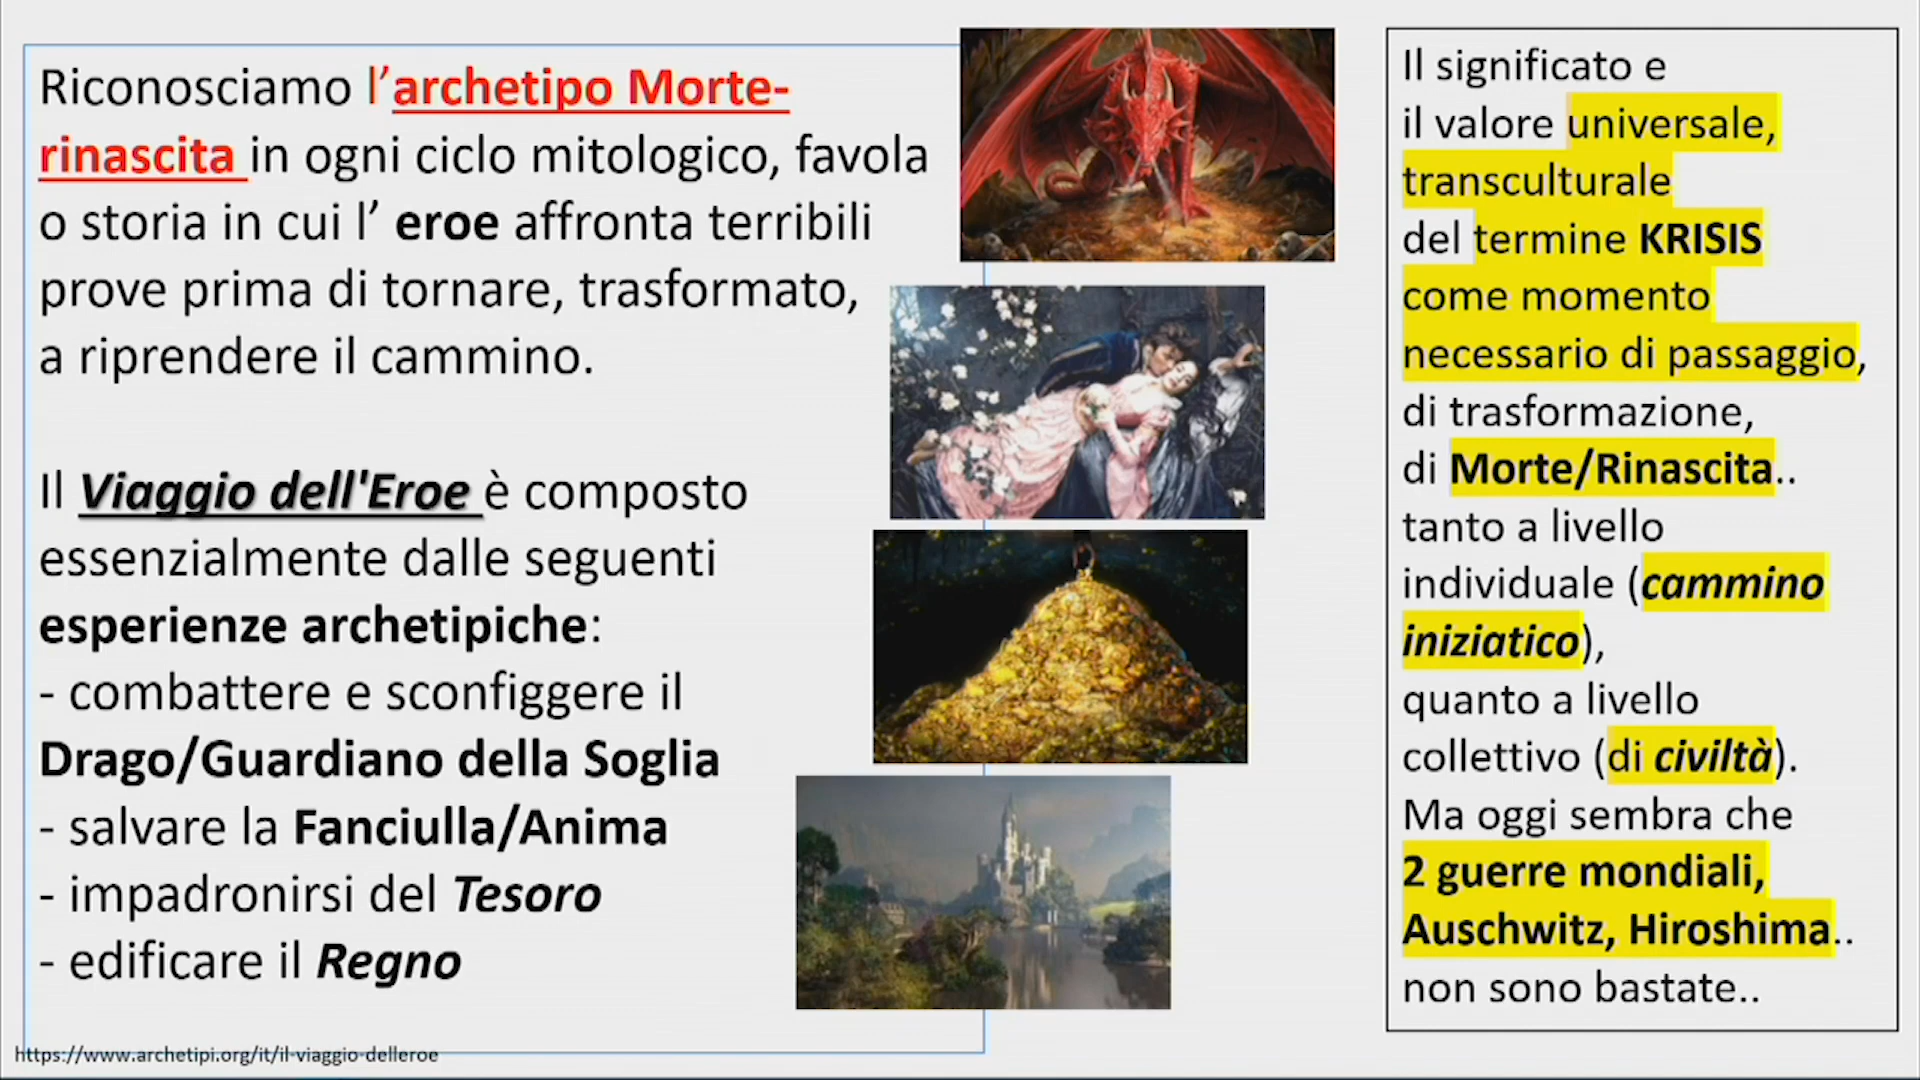 Riconosciamo l’archetipo Morte-
rinascita in ogni ciclo mitologico, favola
o storia in cui l’ eroe affronta terribili
prove prima di tornare, trasformato,
a riprendere il cammino.
Il Viaggio dell'Eroe è composto
essenzialmente dalle seguenti
esperienze archetipiche:
- combattere e sconfiggere il
Drago/Guardiano della Soglia
- salvare la Fanciulla/Anima
- impadronirsi del Tesoro
- edificare il Regno
https://www.archetipi.org/it/il-viaggio-delleroe
Il significato e
il valore universale,
transculturale
del termine KRISIS
come momento
necessario di passaggio,
di trasformazione,
di Morte/Rinascita..
tanto a livello
individuale (cammino
iniziatico),
quanto a livello
collettivo (di civiltà).
Ma oggi sembra che
2 guerre mondiali,
Auschwitz, Hiroshima..
non sono bastate..